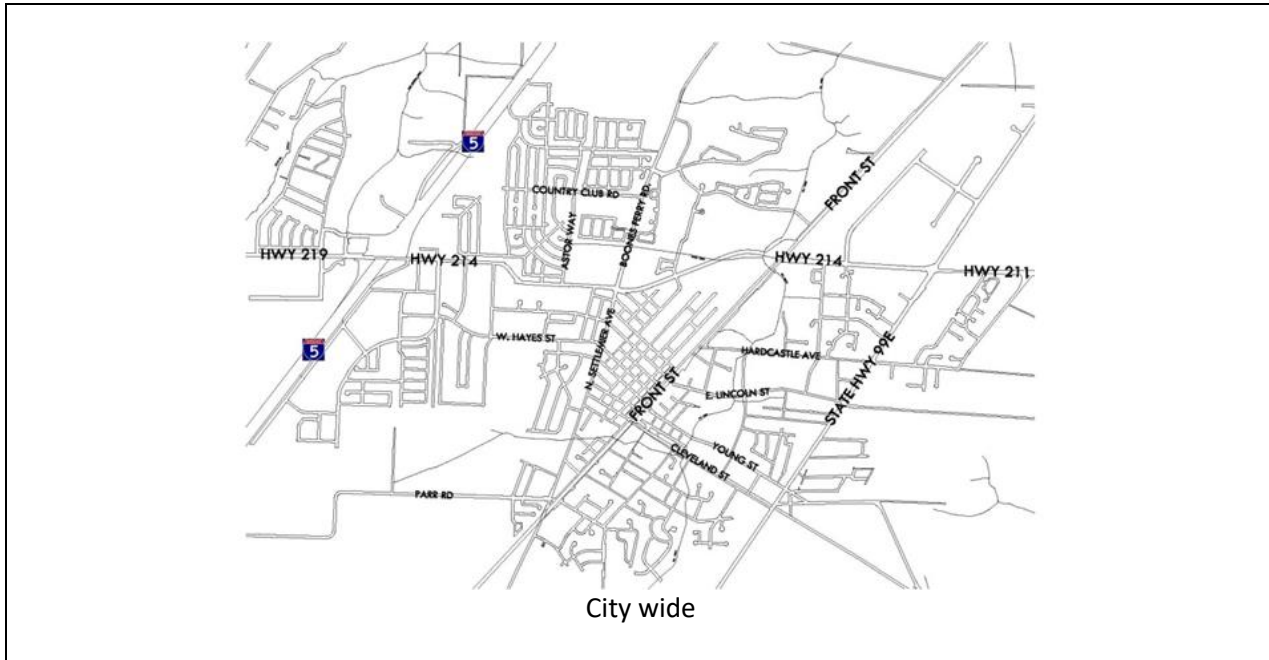 5
COUNTRY CLUB RD
FRONT ST
ASTOR WAY
BOONES FERRY RD.
HWY 219
HWY 214
HWY 214
HWY 211
5
W. HAYES ST
N. SETTLEMIER AVE
HARDCASTLE AVE
STATE HWY 99E
FRONT ST
E. LINCOLN ST
YOUNG ST
CLEVELAND ST
PARR RD
City wide